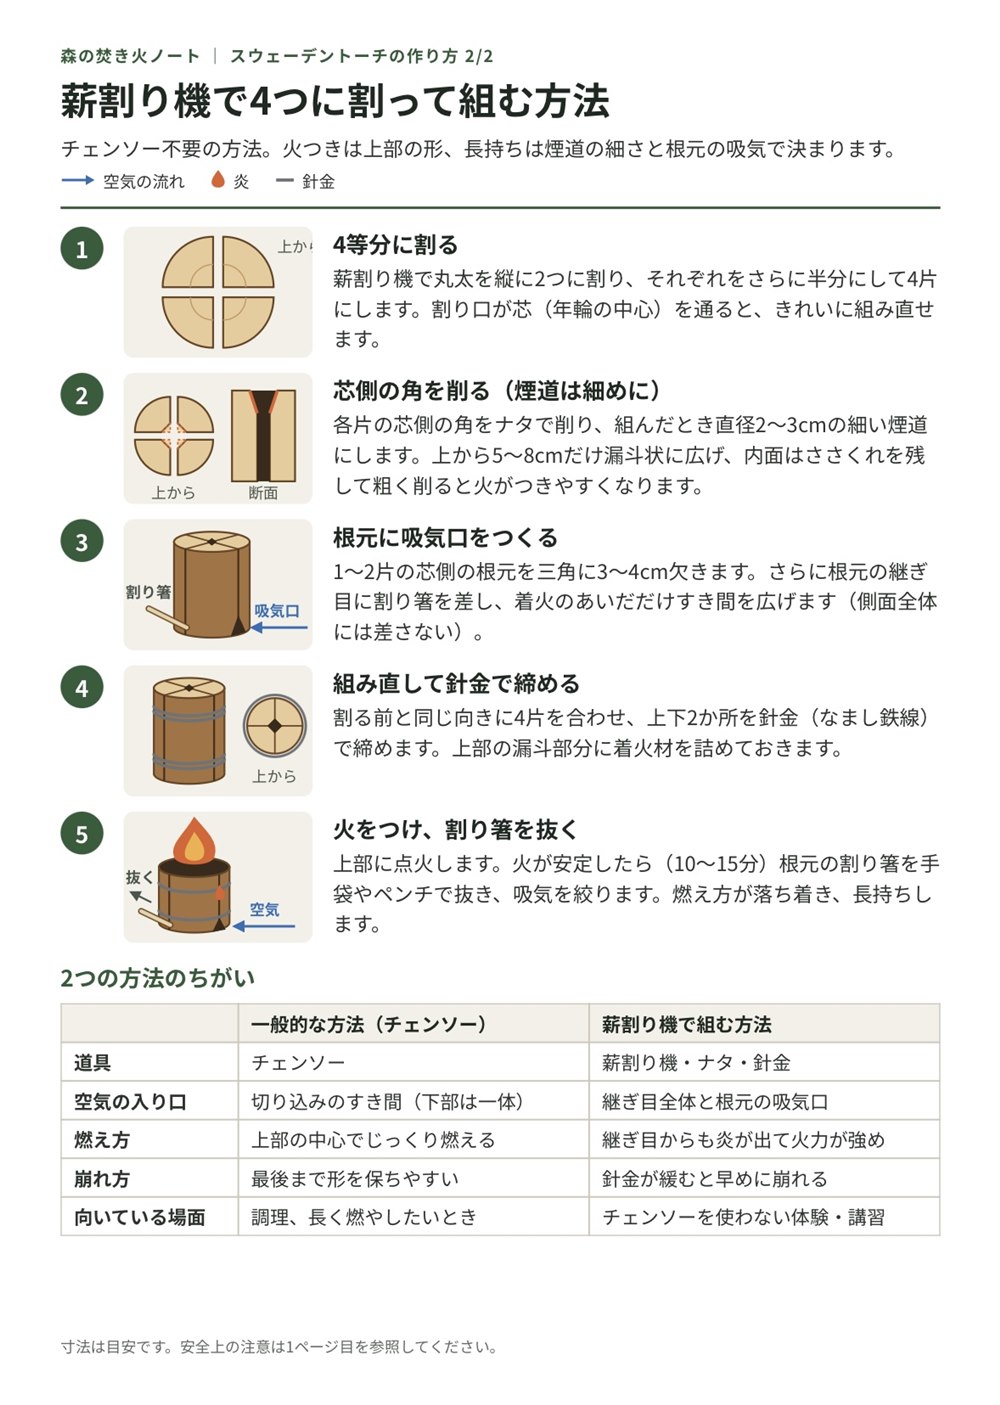 森の焚き火ノート｜スウェーデントーチの作り方 2/2
薪割り機で4つに割って組む方法
チェンソー不要の方法。火つきは上部の形、長持ちは煙道の細さと根元の吸気で決まります。
空気の流れ 炎 針金
1
上から
4等分に割る
薪割り機で丸太を縦に2つに割り、それぞれをさらに半分にして4片
にします。割り口が芯（年輪の中心）を通ると、きれいに組み直せ
ます。
2
上から 断面
芯側の角を削る（煙道は細めに）
各片の芯側の角をナタで削り、組んだとき直径2〜3cmの細い煙道
にします。上から5〜8cmだけ漏斗状に広げ、内面はささくれを残
して粗く削ると火がつきやすくなります。
3
割り箸
吸気口
根元に吸気口をつくる
1〜2片の芯側の根元を三角に3〜4cm欠きます。さらに根元の継ぎ
目に割り箸を差し、着火のあいだだけすき間を広げます（側面全体
には差さない）。
4
上から
組み直して針金で締める
割る前と同じ向きに4片を合わせ、上下2か所を針金（なまし鉄線）
で締めます。上部の漏斗部分に着火材を詰めておきます。
5
抜く
空気
火をつけ、割り箸を抜く
上部に点火します。火が安定したら（10〜15分）根元の割り箸を手
袋やペンチで抜き、吸気を絞ります。燃え方が落ち着き、長持ちし
ます。
2つの方法のちがい
一般的な方法（チェンソー） 薪割り機で組む方法
道具 チェンソー 薪割り機・ナタ・針金
空気の入り口 切り込みのすき間（下部は一体） 継ぎ目全体と根元の吸気口
燃え方 上部の中心でじっくり燃える 継ぎ目からも炎が出て火力が強め
崩れ方 最後まで形を保ちやすい 針金が緩むと早めに崩れる
向いている場面 調理、長く燃やしたいとき チェンソーを使わない体験・講習
寸法は目安です。安全上の注意は1ページ目を参照してください。